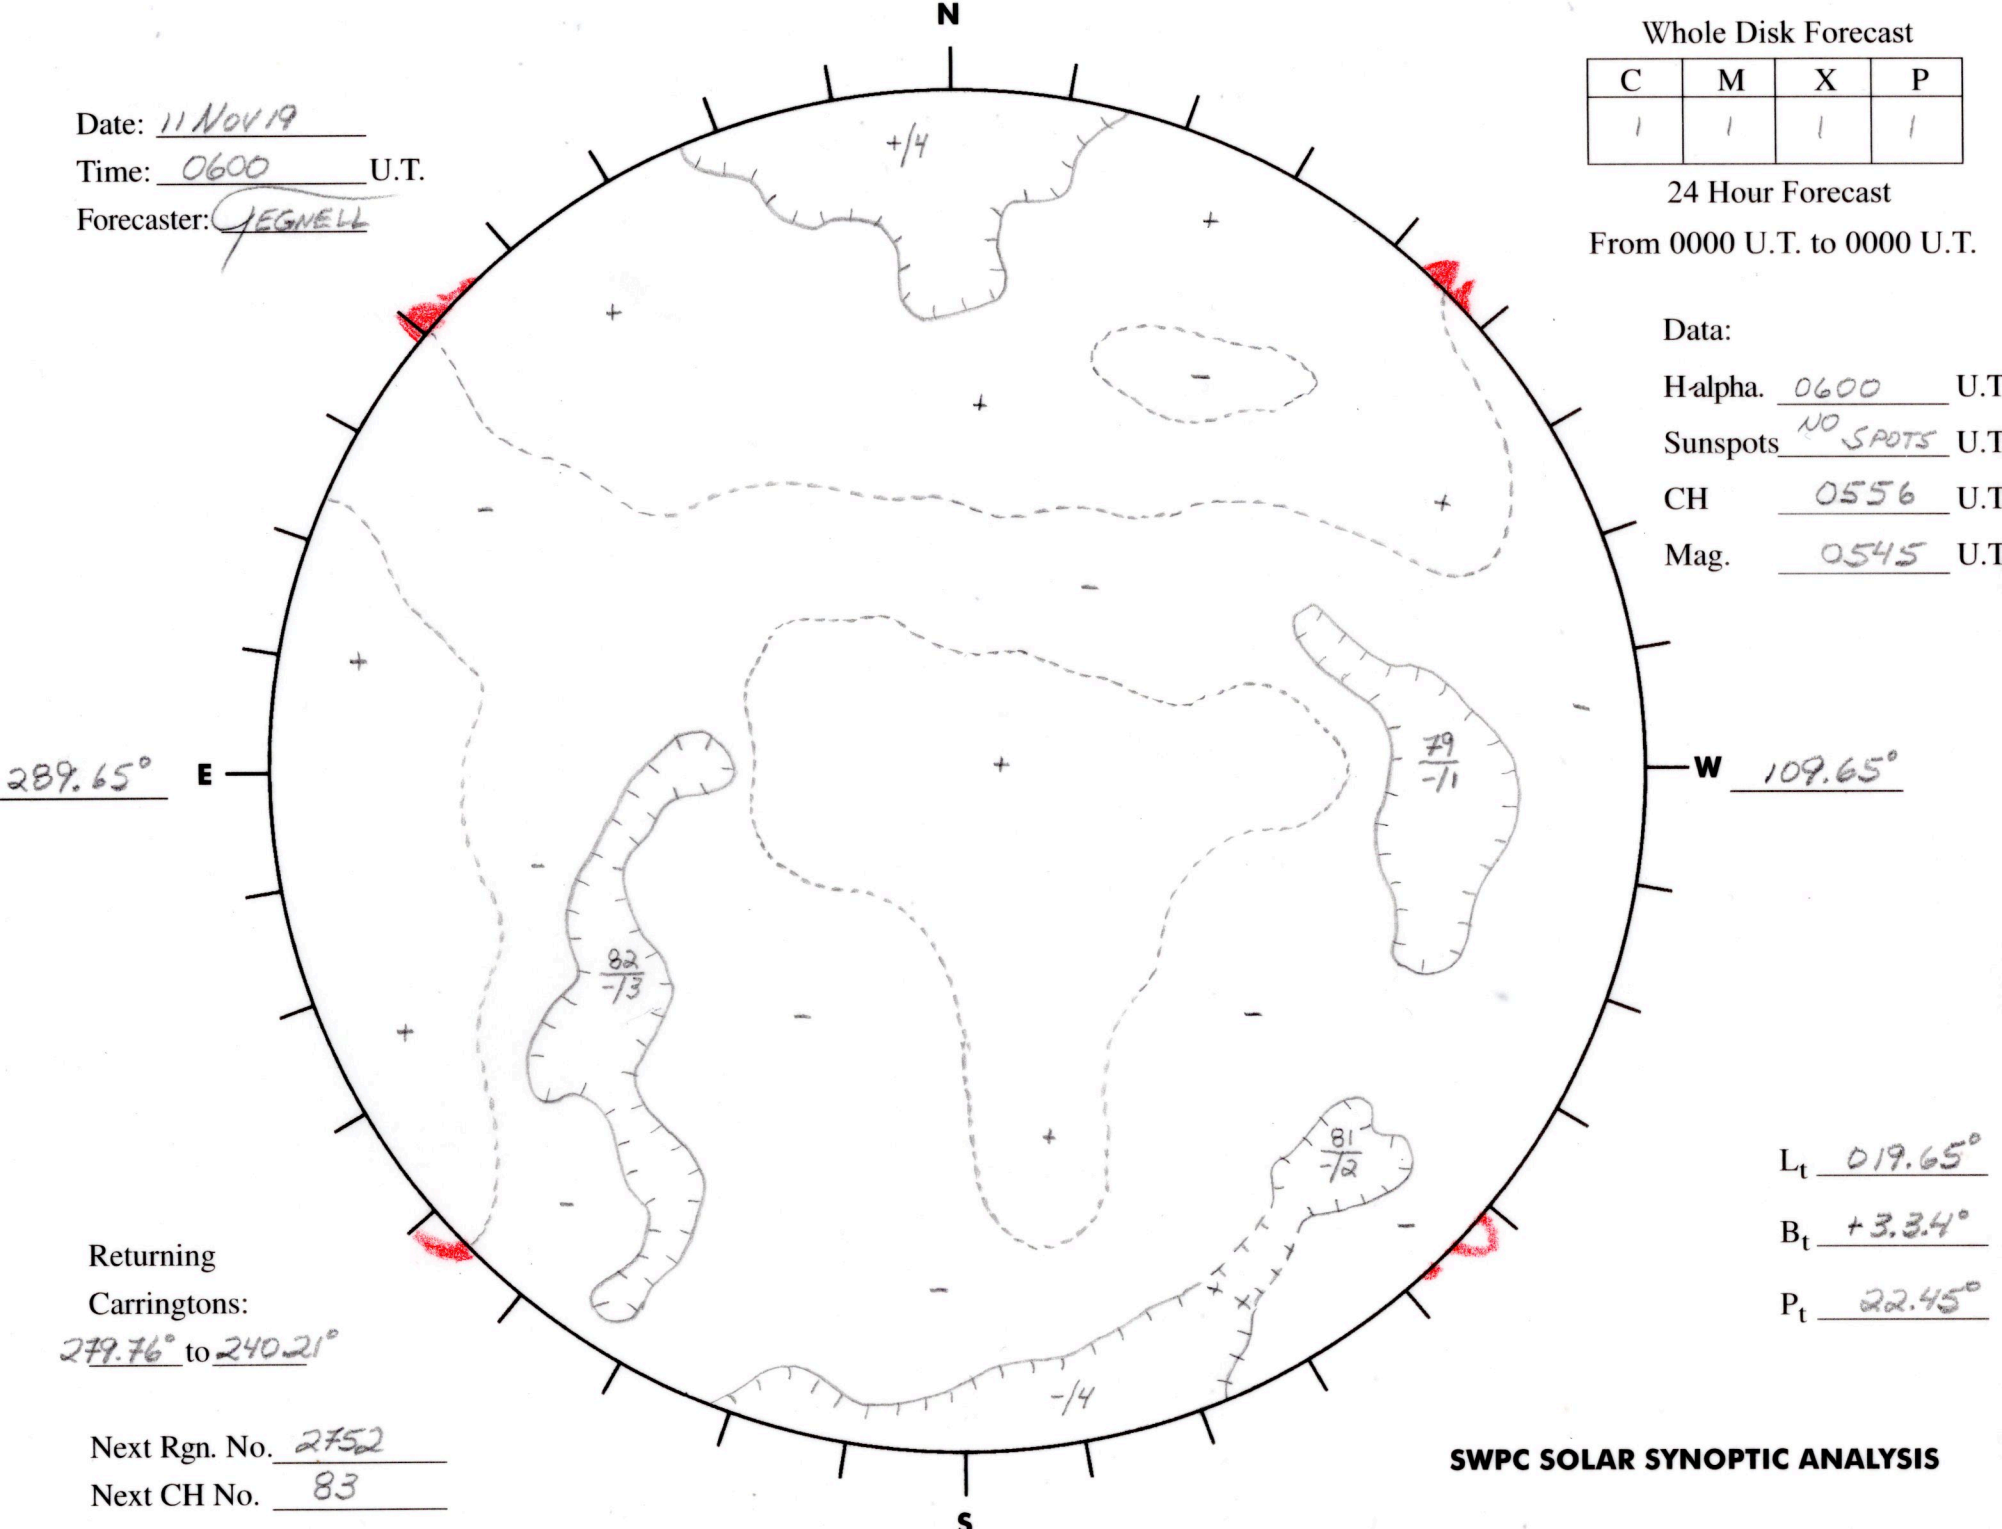 N
Date: 11 Nov 19
Time: 0600 U.T.
Forecaster: TEGNELL
Whole Disk Forecast
C M X P
1 1 1 1
24 Hour Forecast
From 0000 U.T. to 0000 U.T.
Data:
H-alpha. 0600 U.T
Sunspots NO SPOTS U.T
CH 0556 U.T
Mag. 0545 U.T
+/4
+
+
-
+
+
-
-
+
-
+
79
-/1
289.65° E
W 109.65°
-
82
-/3
+
-
-
+
81
-/2
-
-
-
-/4
Lt 019.65°
Bt +3.34°
Pt 22.45°
Returning
Carringtons:
279.76° to 240.21°
Next Rgn. No. 2752
Next CH No. 83
SWPC SOLAR SYNOPTIC ANALYSIS
S